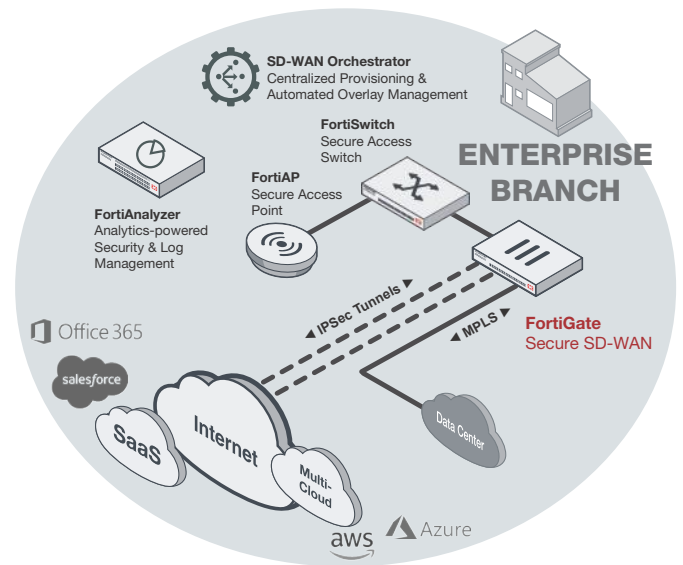 SD-WAN Orchestrator
Centralized Provisioning &
Automated Overlay Management
FortiSwitch
Secure Access
Switch
ENTERPRISE
BRANCH
FortiAP
Secure Access
Point
FortiAnalyzer
Analytics-powered
Security & Log
Management
IPSec Tunnels
MPLS
FortiGate
Secure SD-WAN
Office 365
salesforce
SaaS
Internet
Multi-
Cloud
Data Center
aws
Azure